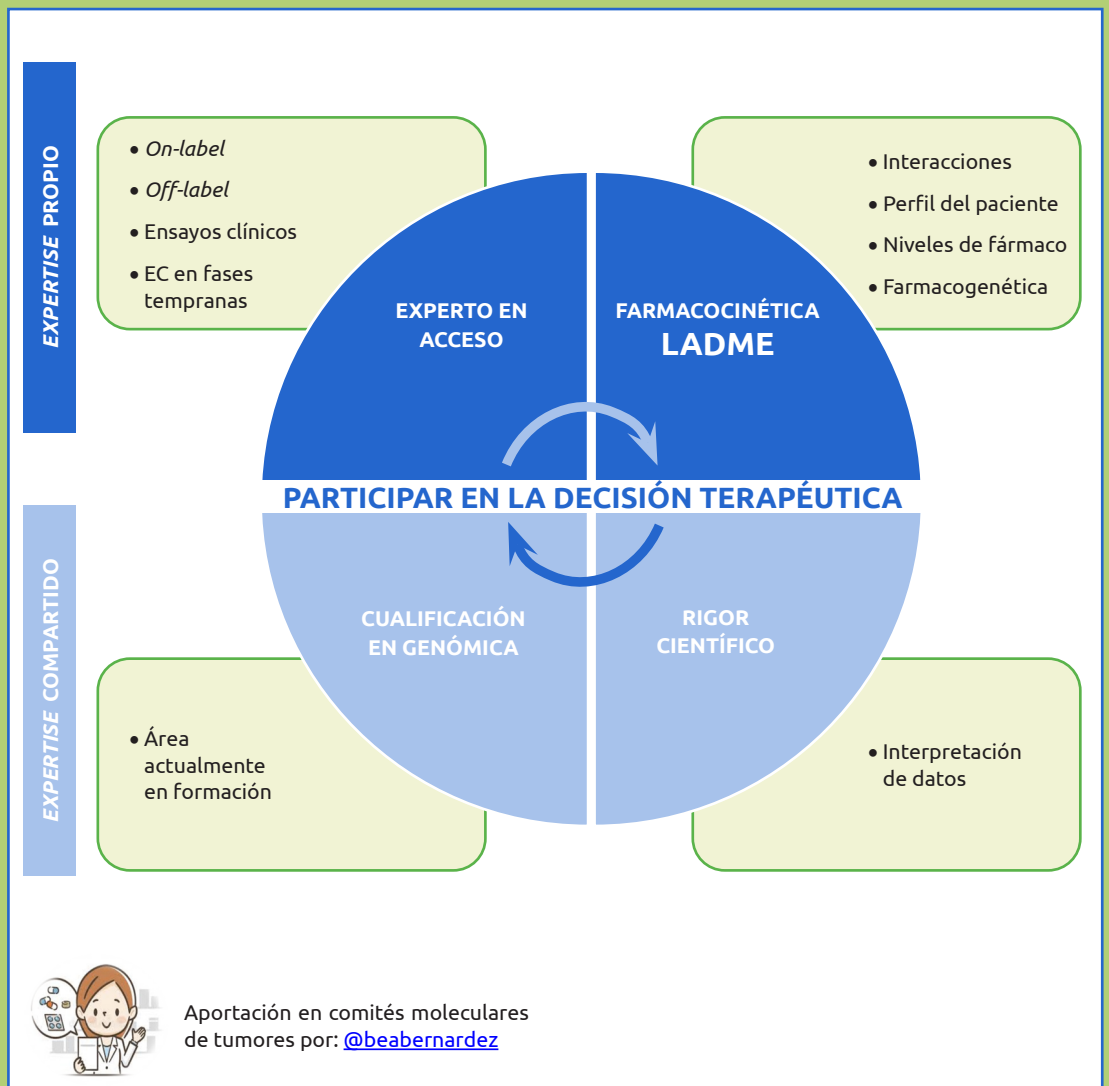 EXPERTISE PROPIO
• On-label
• Off-label
• Ensayos clínicos
• EC en fases
tempranas
• Interacciones
• Perfil del paciente
• Niveles de fármaco
• Farmacogenética
EXPERTO EN
ACCESO
FARMACOCINÉTICA
LADME
PARTICIPAR EN LA DECISIÓN TERAPÉUTICA
EXPERTISE COMPARTIDO
CUALIFICACIÓN
EN GENÓMICA
RIGOR
CIENTÍFICO
• Área
actualmente
en formación
• Interpretación
de datos
Aportación en comités moleculares
de tumores por: @beabernardez